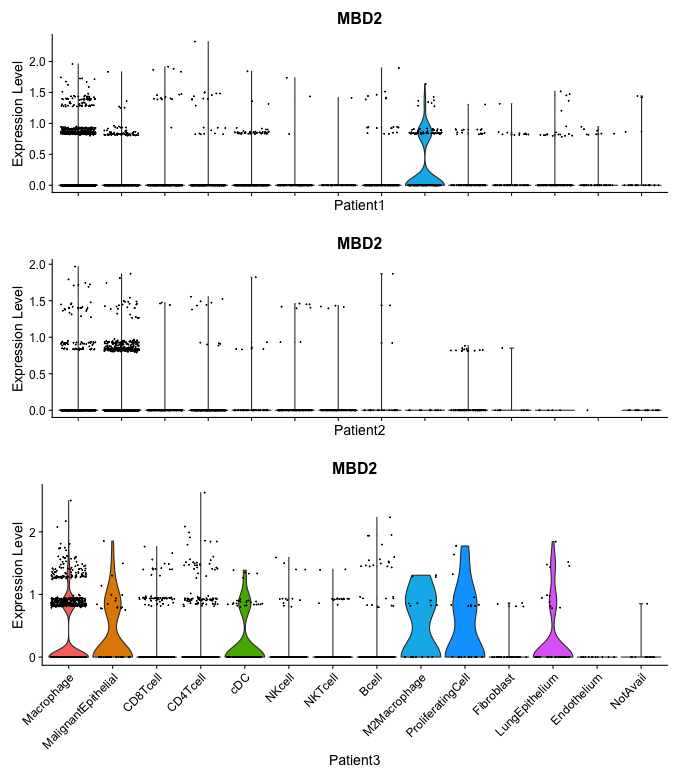 MBD2
Expression Level
2.0
1.5
1.0
0.5
0.0
Patient1
MBD2
Expression Level
2.0
1.5
1.0
0.5
0.0
Patient2
MBD2
Expression Level
2
1
0
Macrophage
MalignantEpithelial
CD8Tcell
CD4Tcell
cDC
NKcell
NKTcell
Bcell
M2Macrophage
ProliferatingCell
Fibroblast
LungEpithelium
Endothelium
NotAvail
Patient3